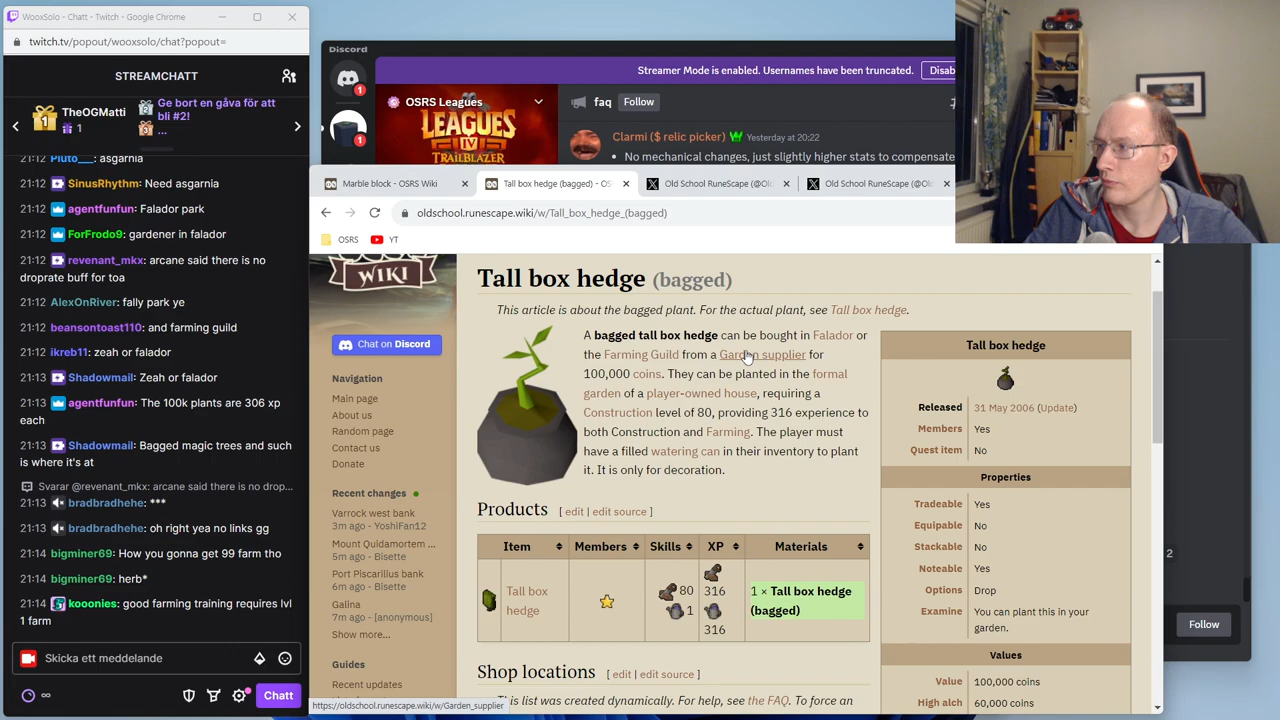 WooxSolo - Chatt - Twitch - Google Chrome
twitch.tv/popout/wooxsolo/chat?popout=
STREAMCHATT
TheOGMatti
1
Ge bort en gåva för att
bli #2!
...
Pluto__: asgarnia
21:12 SinusRhythm: Need asgarnia
21:12 agentfunfun: Falador park
21:12 ForFrodo9: gardener in falador
21:12 revenant_mkx: arcane said there is no
droprate buff for toa
21:12 AlexOnRiver: fally park ye
21:12 beansontoast110: and farming guild
21:12 ikreb11: zeah or falador
21:12 Shadowmail: Zeah or falador
21:12 agentfunfun: The 100k plants are 306 xp
each
21:13 Shadowmail: Bagged magic trees and such
is where it's at
Svarar @revenant_mkx: arcane said there is no drop...
21:13 bradbradhehe: ***
21:13 bradbradhehe: oh right yea no links gg
21:14 bigminer69: How you gonna get 99 farm tho
21:14 bigminer69: herb*
21:14 kooonies: good farming training requires lvl
1 farm
Skicka ett meddelande
Chatt
Discord
Streamer Mode is enabled. Usernames have been truncated.
Disab
OSRS Leagues
LEAGUES
IV
TRAILBLAZER
faq
Follow
Clarmi ($ relic picker) Yesterday at 20:22
• No mechanical changes, just slightly higher stats to compensate
Marble block - OSRS Wiki
Tall box hedge (bagged) - OS
Old School RuneScape (@Ol
Old School RuneScape (@Ol
oldschool.runescape.wiki/w/Tall_box_hedge_(bagged)
OSRS
YT
WIKI
Chat on Discord
Navigation
Main page
About us
Random page
Contact us
Donate
Recent changes
Varrock west bank
3m ago - YoshiFan12
Mount Quidamortem ...
5m ago - Bisette
Port Piscarilius bank
6m ago - Bisette
Galina
7m ago - [anonymous]
Show more...
Guides
Recent updates
Tall box hedge (bagged)
This article is about the bagged plant. For the actual plant, see Tall box hedge.
A bagged tall box hedge can be bought in Falador or
the Farming Guild from a Garden supplier for
100,000 coins. They can be planted in the formal
garden of a player-owned house, requiring a
Construction level of 80, providing 316 experience to
both Construction and Farming. The player must
have a filled watering can in their inventory to plant
it. It is only for decoration.
Products [ edit | edit source ]
Item Members Skills XP Materials
Tall box
hedge
80
1
316
316
1 × Tall box hedge
(bagged)
Shop locations [ edit | edit source ]
This list was created dynamically. For help, see the FAQ. To force an
Tall box hedge
Released 31 May 2006 (Update)
Members Yes
Quest item No
Properties
Tradeable Yes
Equipable No
Stackable No
Noteable Yes
Options Drop
Examine You can plant this in your
garden.
Values
Value 100,000 coins
High alch 60,000 coins
2
Follow
https://oldschool.runescape.wiki/w/Garden_supplier